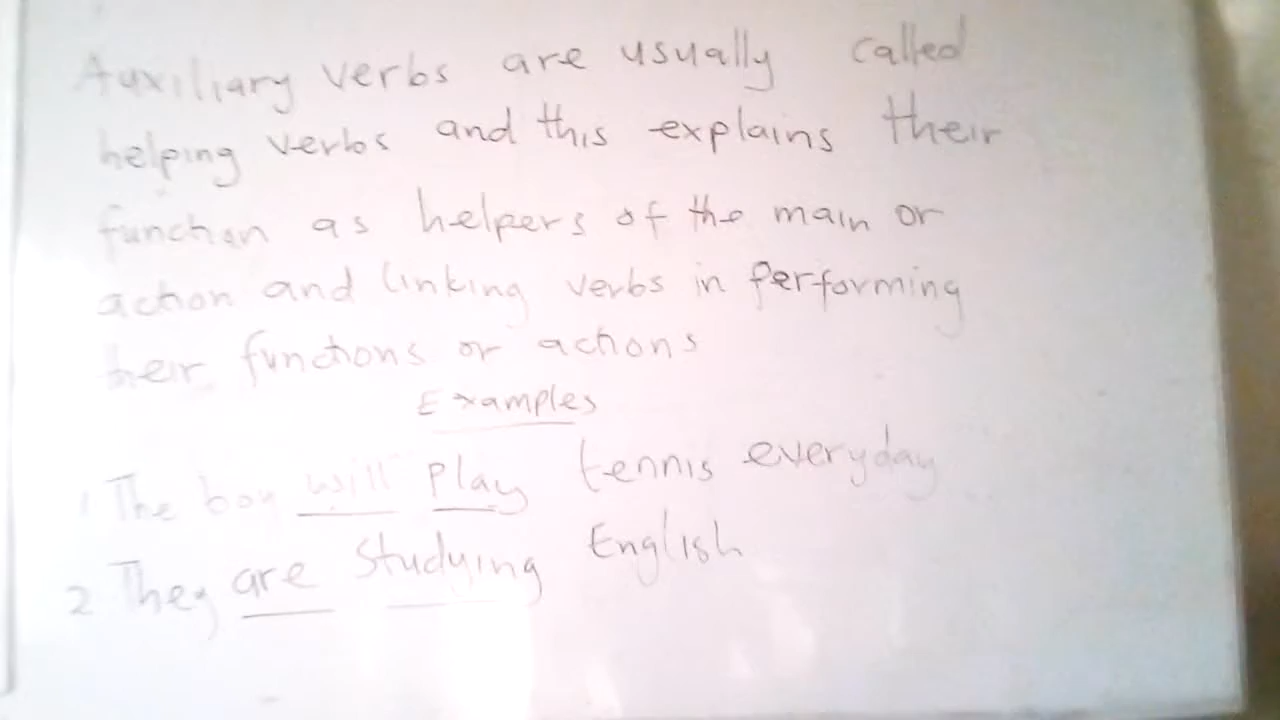 Auxiliary verbs are usually called
helping verbs and this explains their
function as helpers of the main or
action and linking verbs in performing
their functions or actions
Examples
1 The boy will play tennis everyday
2. They are studying English